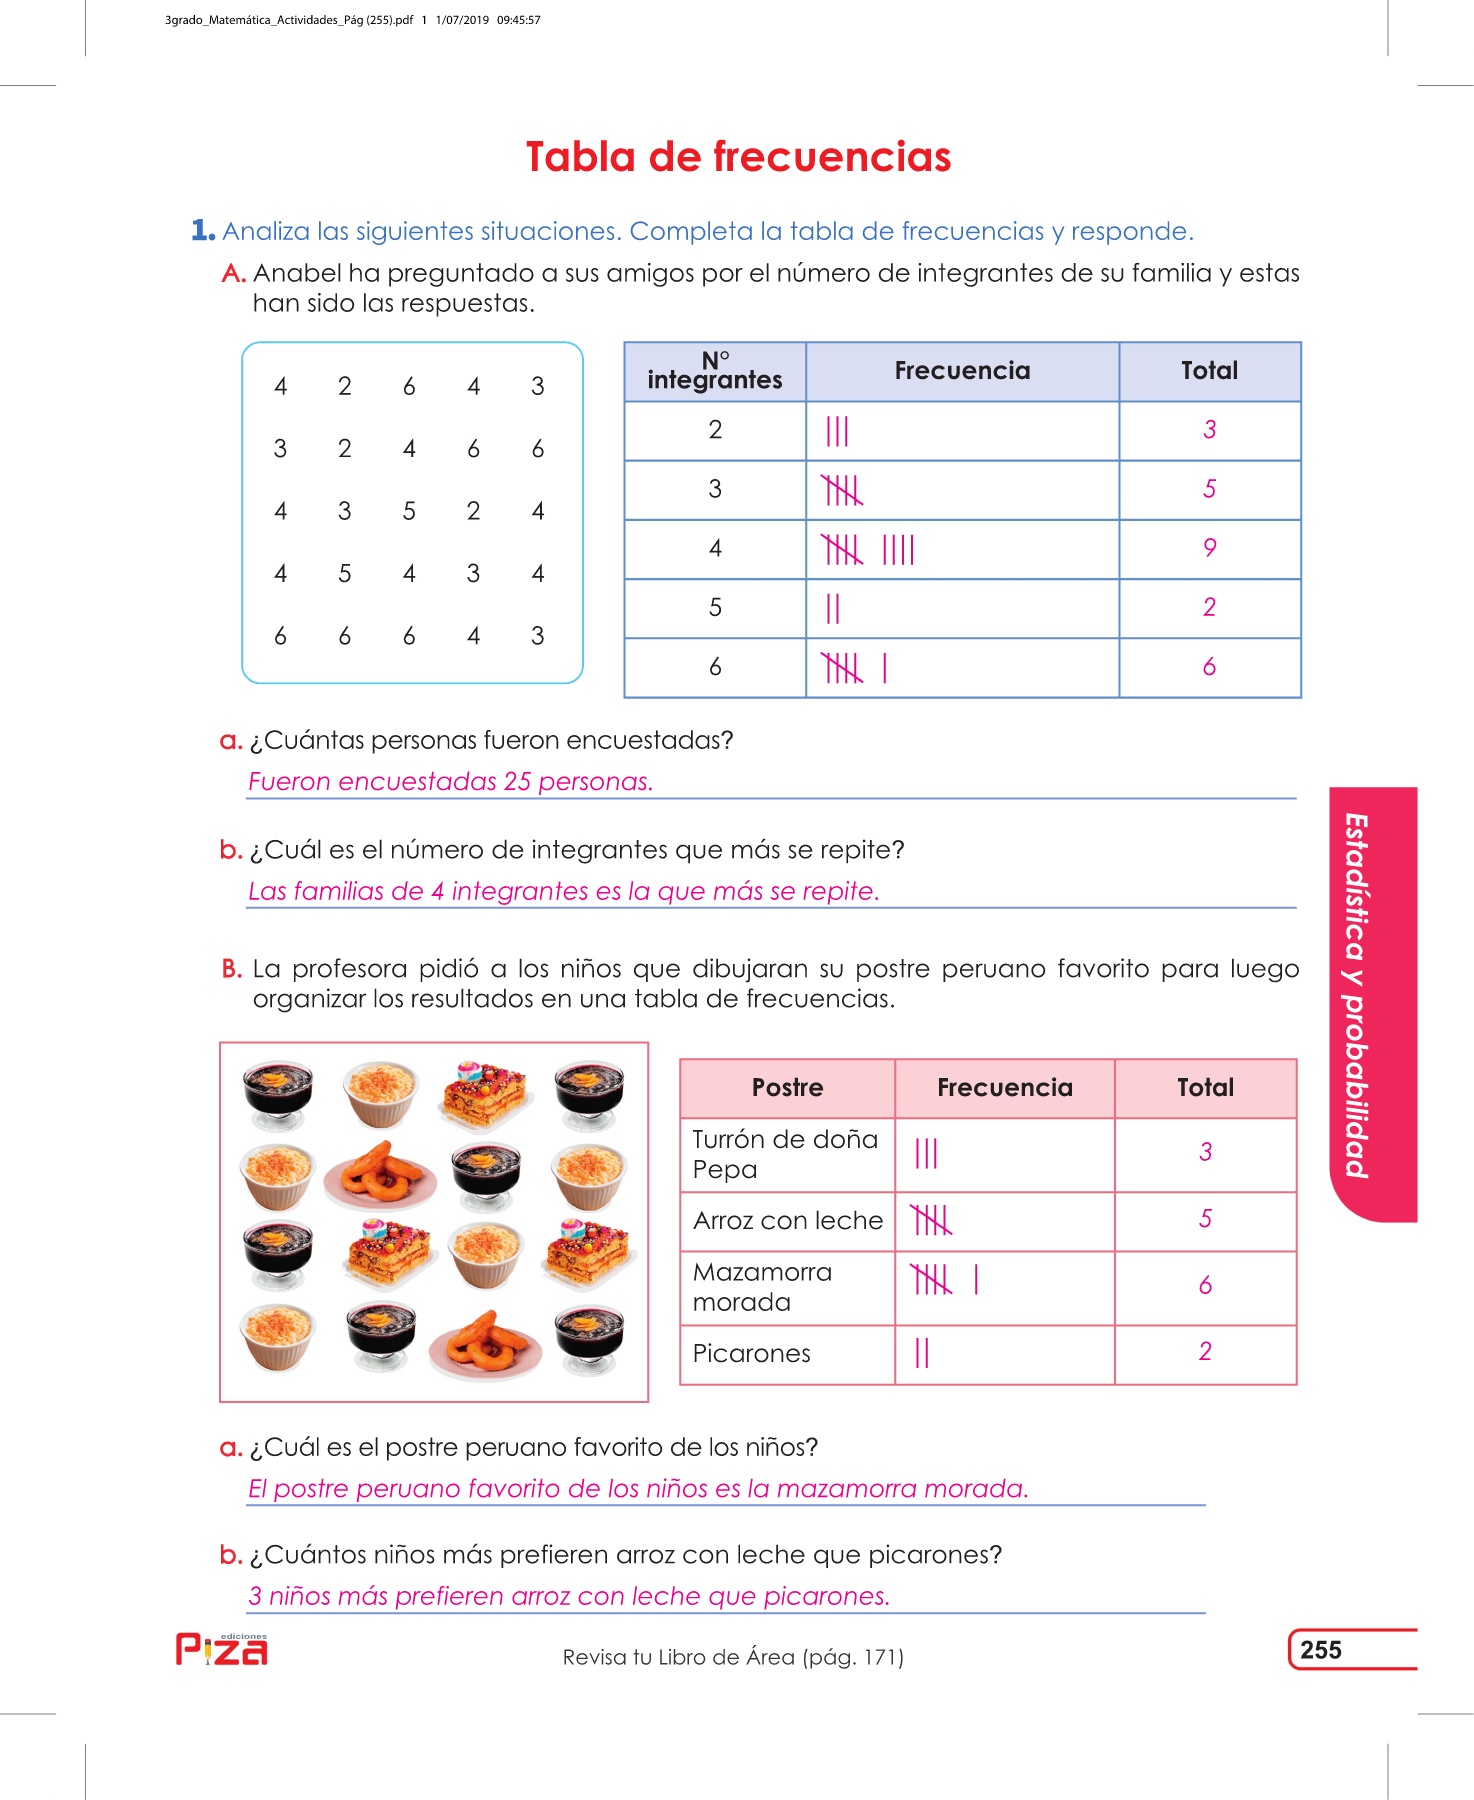 3grado_Matemática_Actividades_Pág (255).pdf 1 1/07/2019 09:45:57
Tabla de frecuencias
1. Analiza las siguientes situaciones. Completa la tabla de frecuencias y responde.
A. Anabel ha preguntado a sus amigos por el número de integrantes de su familia y estas
han sido las respuestas.
4 2 6 4 3
3 2 4 6 6
4 3 5 2 4
4 5 4 3 4
6 6 6 4 3
N°
integrantes
Frecuencia
Total
2 3
3 5
4 9
5 2
6 6
a. ¿Cuántas personas fueron encuestadas?
Fueron encuestadas 25 personas.
b. ¿Cuál es el número de integrantes que más se repite?
Las familias de 4 integrantes es la que más se repite.
B. La profesora pidió a los niños que dibujaran su postre peruano favorito para luego
organizar los resultados en una tabla de frecuencias.
Postre Frecuencia Total
Turrón de doña
Pepa
3
Arroz con leche 5
Mazamorra
morada
6
Picarones 2
a. ¿Cuál es el postre peruano favorito de los niños?
El postre peruano favorito de los niños es la mazamorra morada.
b. ¿Cuántos niños más prefieren arroz con leche que picarones?
3 niños más prefieren arroz con leche que picarones.
Estadística y probabilidad
ediciones
Piza
Revisa tu Libro de Área (pág. 171)
255